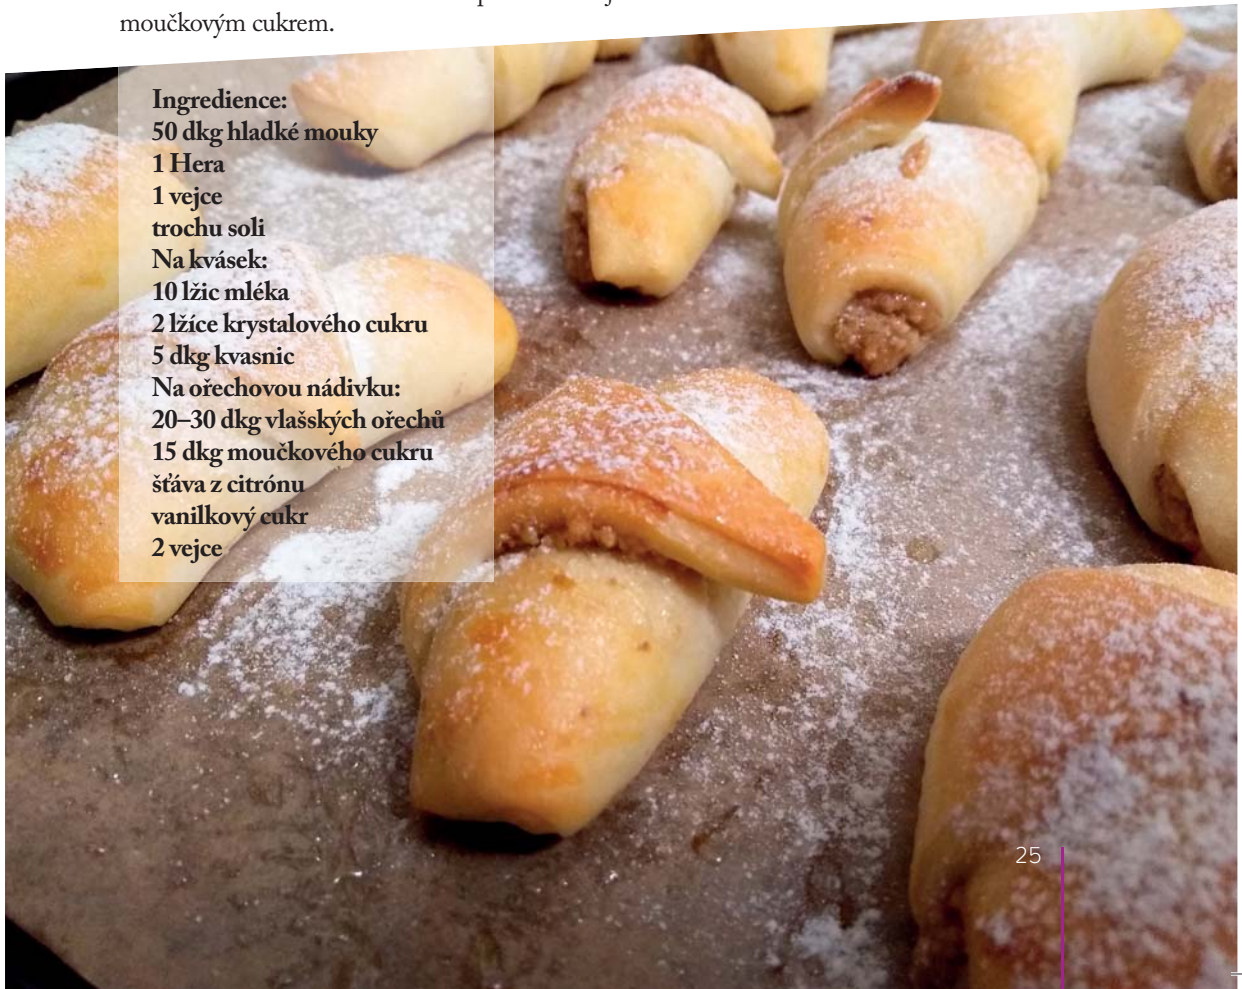 moučkovým cukrem.
Ingredience:
50 dkg hladké mouky
1 Hera
1 vejce
trochu soli
Na kvásek:
10 lžic mléka
2 lžíce krystalového cukru
5 dkg kvasnic
Na ořechovou nádivku:
20–30 dkg vlašských ořechů
15 dkg moučkového cukru
šťáva z citrónu
vanilkový cukr
2 vejce
25